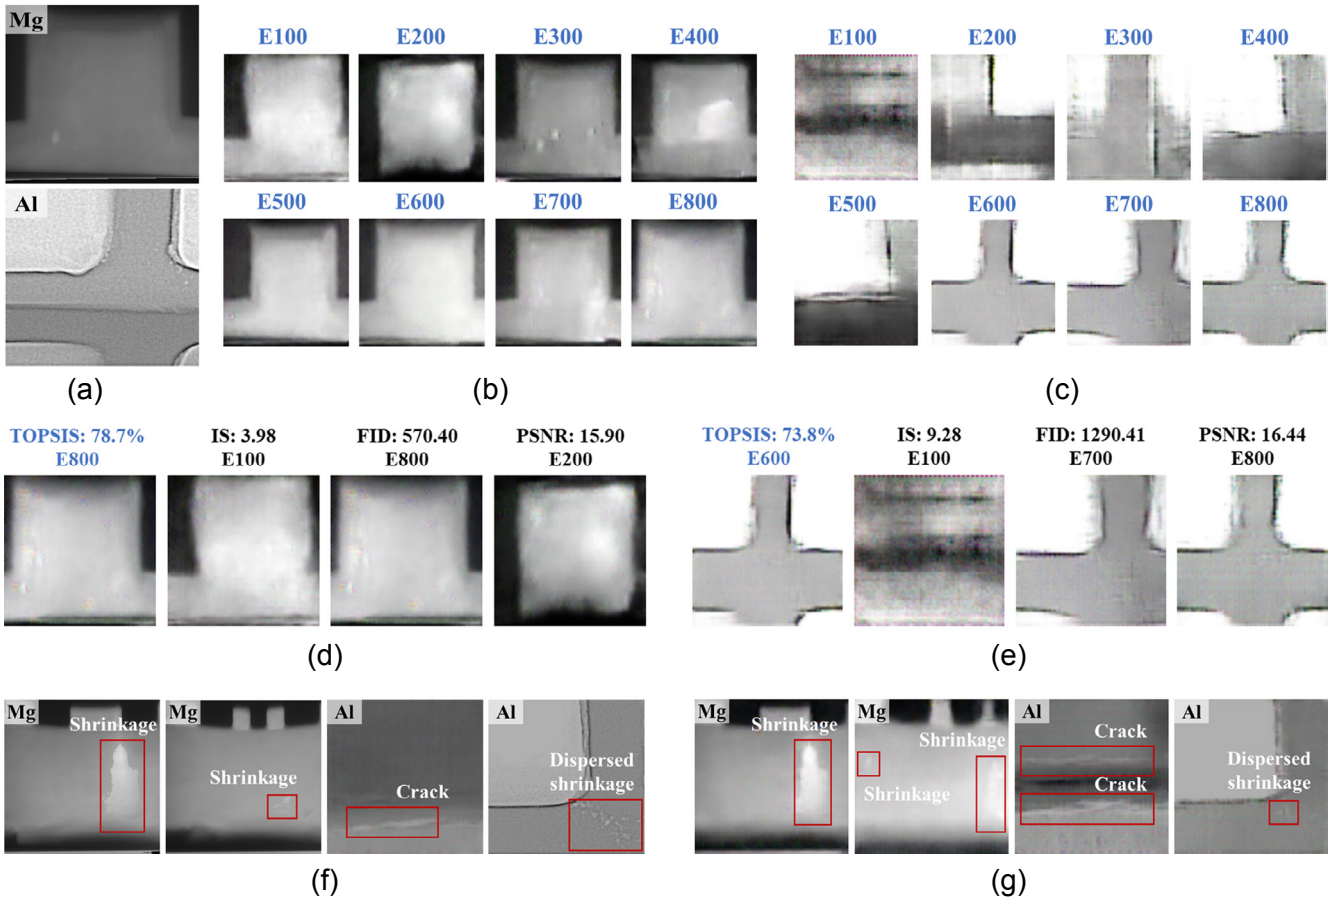 Mg
Al
(a)
E100 E200 E300 E400
E500 E600 E700 E800
(b)
E100 E200 E300 E400
E500 E600 E700 E800
(c)
TOPSIS: 78.7% IS: 3.98 FID: 570.40 PSNR: 15.90
E800 E100 E800 E200
(d)
TOPSIS: 73.8% IS: 9.28 FID: 1290.41 PSNR: 16.44
E600 E100 E700 E800
(e)
Mg
Shrinkage
Mg
Shrinkage
Al
Crack
Al
Dispersed
shrinkage
(f)
Mg
Shrinkage
Mg
Shrinkage
Shrinkage
Al
Crack
Crack
Al
Dispersed
shrinkage
(g)